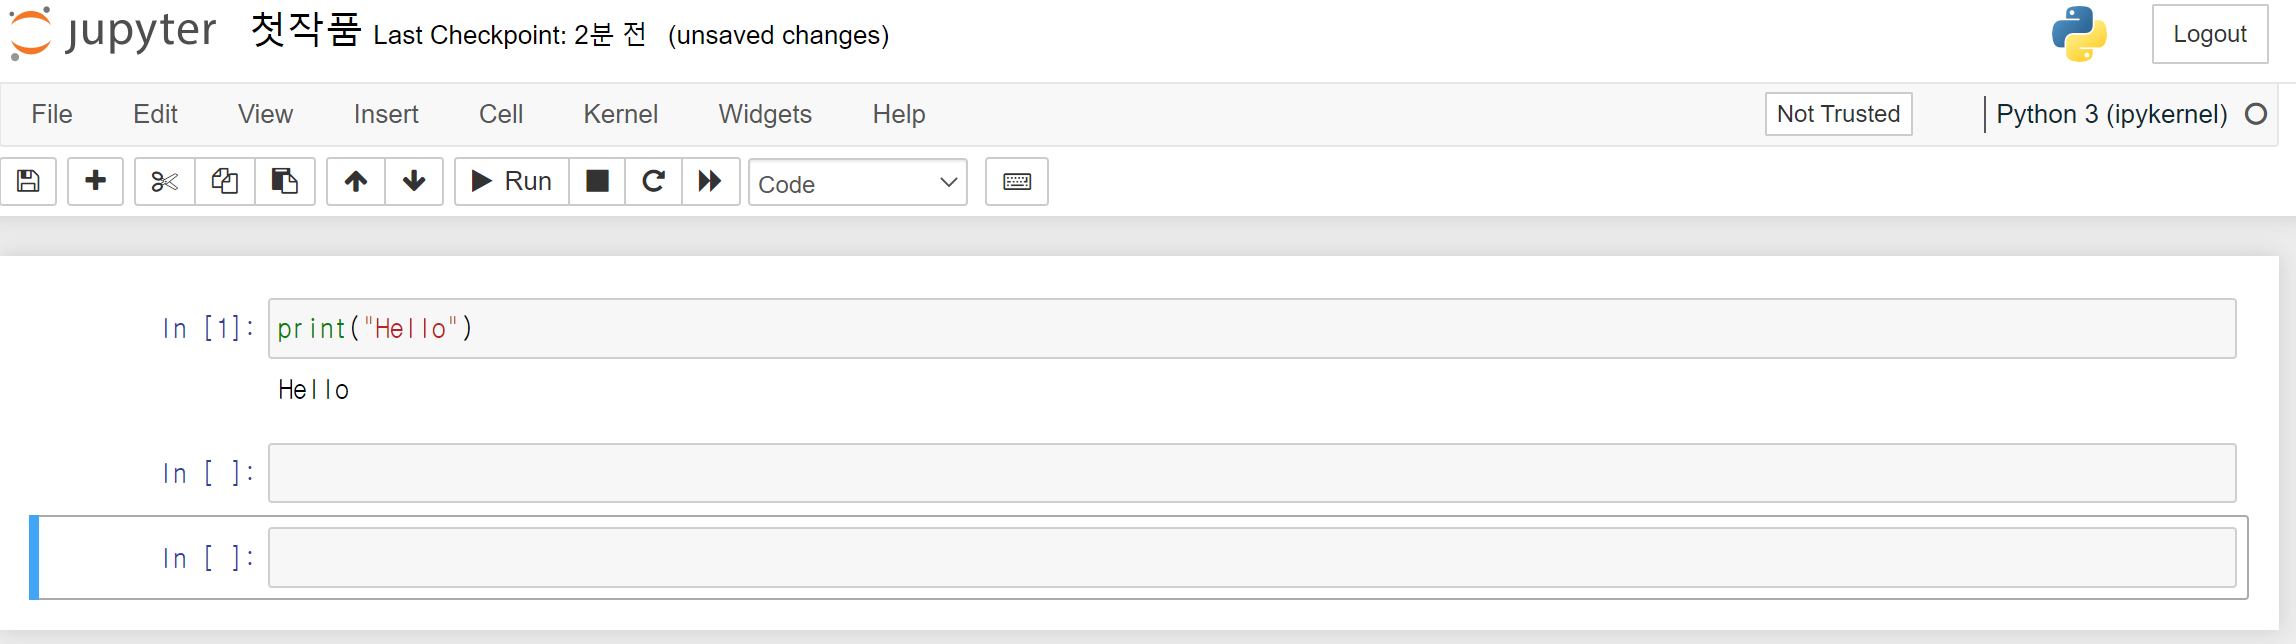 jupyter 첫작품 Last Checkpoint: 2분 전 (unsaved changes) Logout
File Edit View Insert Cell Kernel Widgets Help Not Trusted Python 3 (ipykernel)
Run Code
In [1]: print("Hello")
Hello
In [ ]:
In [ ]: